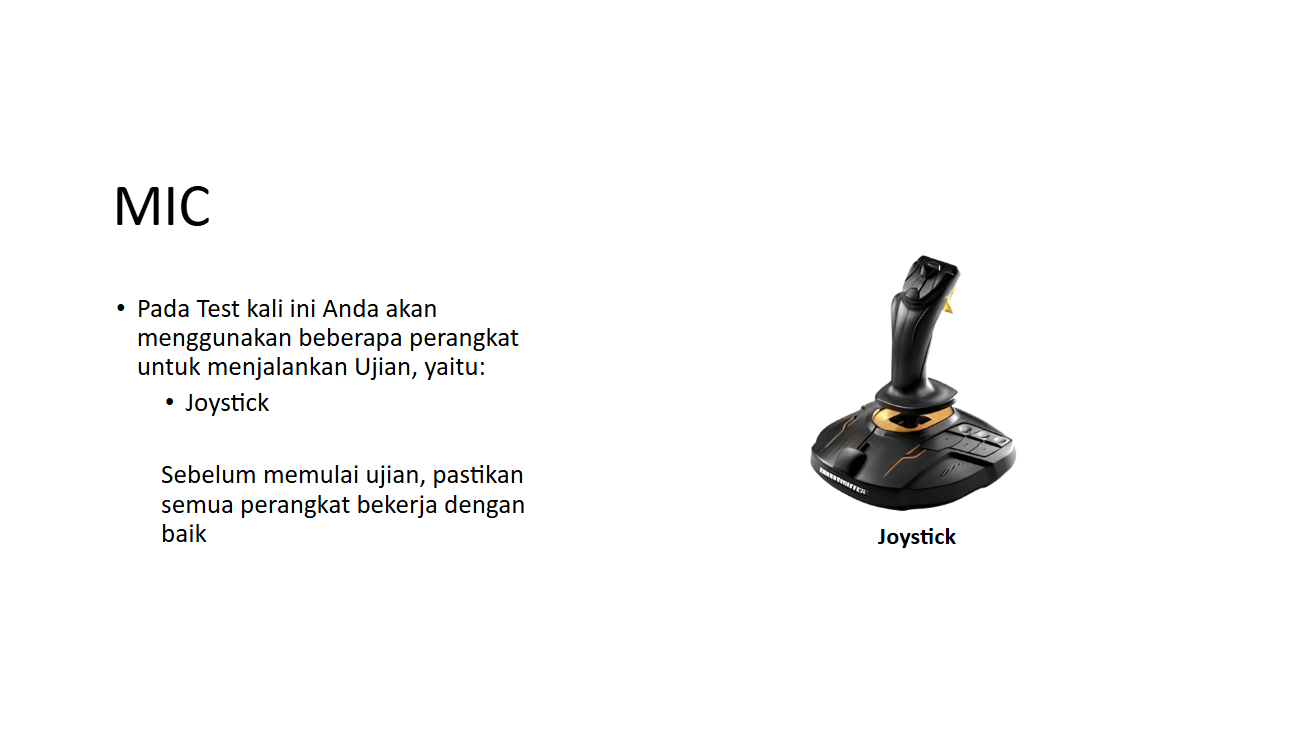 MIC
• Pada Test kali ini Anda akan
menggunakan beberapa perangkat
untuk menjalankan Ujian, yaitu:
• Joystick
Sebelum memulai ujian, pastikan
semua perangkat bekerja dengan
baik
Joystick